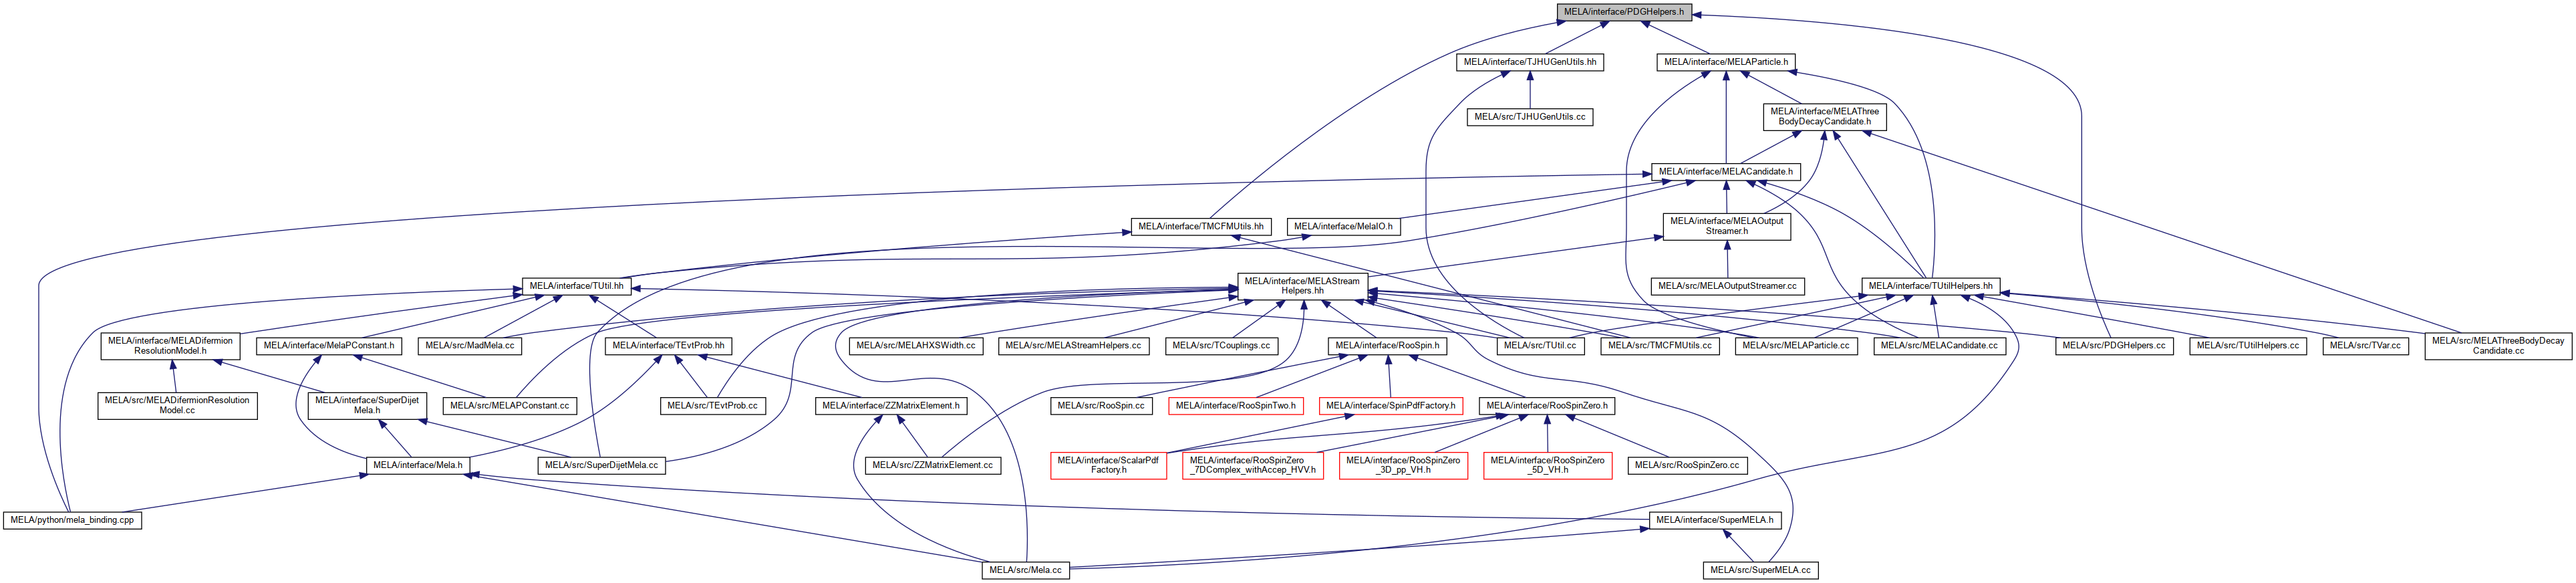 MELA/interface/PDGHelpers.h
MELA/interface/TJHUGenUtils.hh
MELA/interface/MELAParticle.h
MELA/src/TJHUGenUtils.cc
MELA/interface/MELAThree
BodyDecayCandidate.h
MELA/interface/MELACandidate.h
MELA/interface/TMCFMUtils.hh
MELA/interface/MelaIO.h
MELA/interface/MELAOutput
Streamer.h
MELA/interface/TUtil.hh
MELA/interface/MELAStream
Helpers.hh
MELA/src/MELAOutputStreamer.cc
MELA/interface/TUtilHelpers.hh
MELA/interface/MELADifermion
ResolutionModel.h
MELA/interface/MelaPConstant.h
MELA/src/MadMela.cc
MELA/interface/TEvtProb.hh
MELA/src/MELAHXSWidth.cc
MELA/src/MELAStreamHelpers.cc
MELA/src/TCouplings.cc
MELA/interface/RooSpin.h
MELA/src/TUtil.cc
MELA/src/TMCFMUtils.cc
MELA/src/MELAParticle.cc
MELA/src/MELACandidate.cc
MELA/src/PDGHelpers.cc
MELA/src/TUtilHelpers.cc
MELA/src/TVar.cc
MELA/src/MELAThreeBodyDecay
Candidate.cc
MELA/src/MELADifermionResolution
Model.cc
MELA/interface/SuperDijet
Mela.h
MELA/src/MELAPConstant.cc
MELA/src/TEvtProb.cc
MELA/interface/ZZMatrixElement.h
MELA/src/RooSpin.cc
MELA/interface/RooSpinTwo.h
MELA/interface/SpinPdfFactory.h
MELA/interface/RooSpinZero.h
MELA/interface/Mela.h
MELA/src/SuperDijetMela.cc
MELA/src/ZZMatrixElement.cc
MELA/interface/ScalarPdf
Factory.h
MELA/interface/RooSpinZero
_7DComplex_withAccep_HVV.h
MELA/interface/RooSpinZero
_3D_pp_VH.h
MELA/interface/RooSpinZero
_5D_VH.h
MELA/src/RooSpinZero.cc
MELA/python/mela_binding.cpp
MELA/interface/SuperMELA.h
MELA/src/Mela.cc
MELA/src/SuperMELA.cc